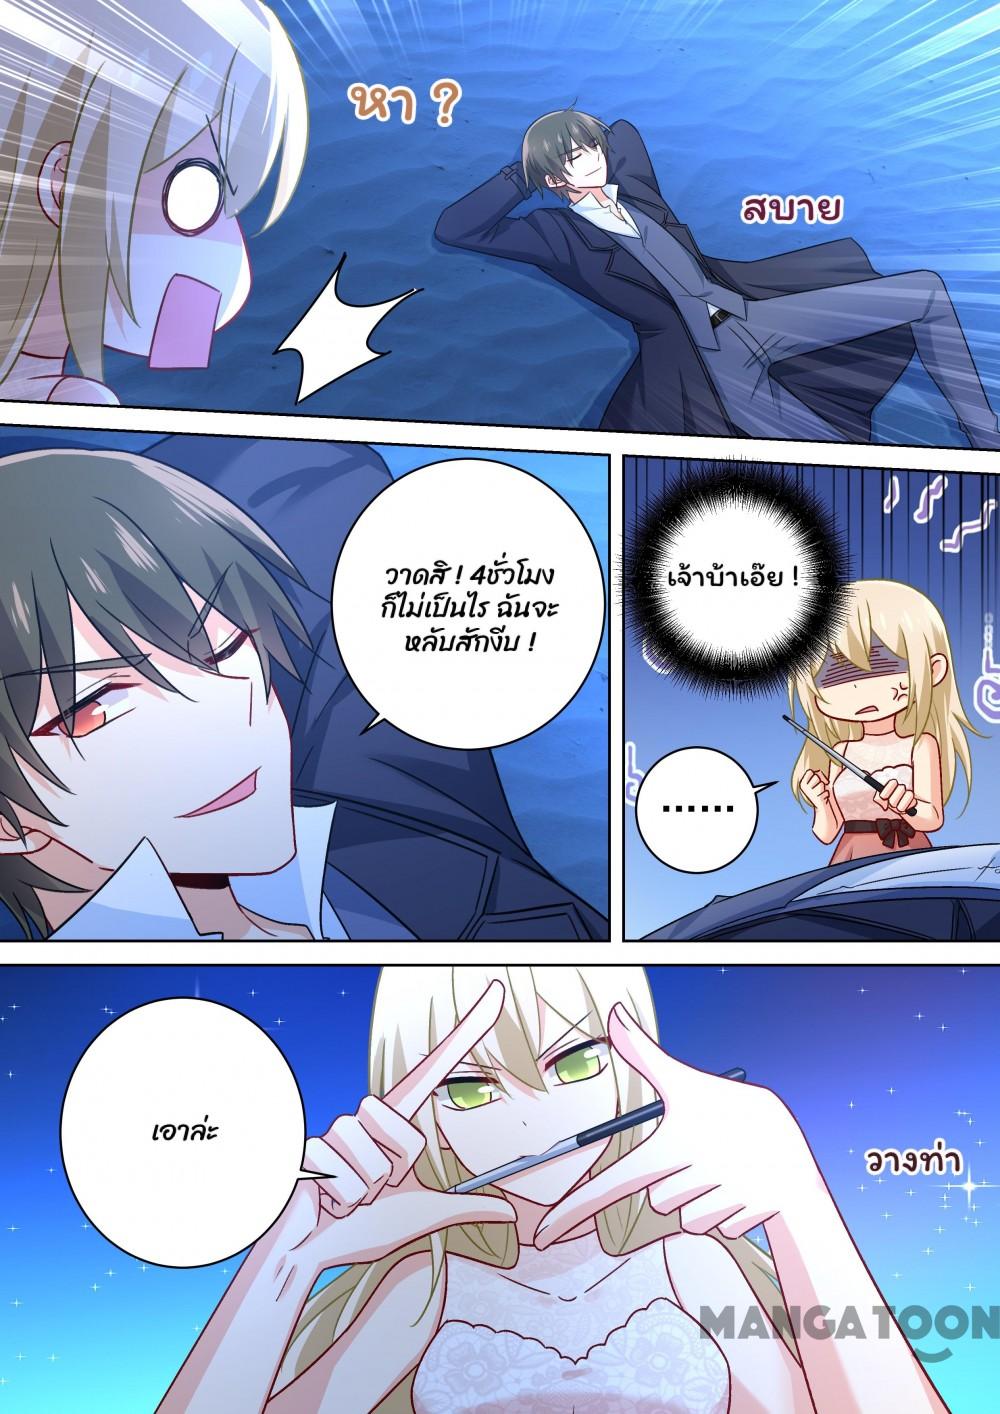 หา ?
สบาย
วาดสิ ! 4ชั่วโมง
ก็ไม่เป็นไร ฉันจะ
หลับสักงีบ !
เจ้าบ้าเอ๊ย !
......
เอาล่ะ
วางท่า
MANGATOON